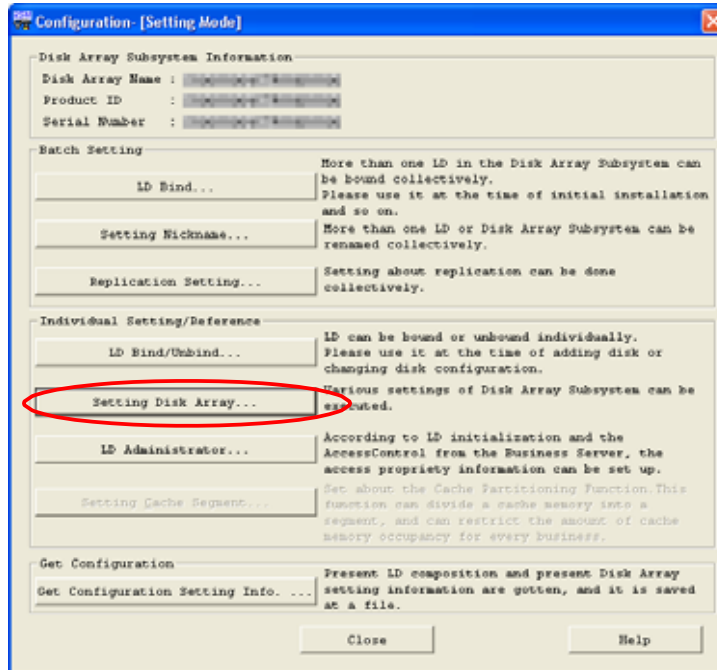 Configuration- [Setting Mode]
Disk Array Subsystem Information
Disk Array Name :
Product ID :
Serial Number :
Batch Setting
LD Bind...
More than one LD in the Disk Array Subsystem can
be bound collectively.
Please use it at the time of initial installation
and so on.
Setting Nickname...
More than one LD or Disk Array Subsystem can be
renamed collectively.
Replication Setting...
Setting about replication can be done
collectively.
Individual Setting/Reference
LD Bind/Unbind...
LD can be bound or unbound individually.
Please use it at the time of adding disk or
changing disk configuration.
Setting Disk Array...
Various settings of Disk Array Subsystem can be
executed.
LD Administrator...
According to LD initialization and the
AccessControl from the Business Server, the
access propriety information can be set up.
Setting Cache Segment...
Set about the Cache Partitioning Function.This
function can divide a cache memory into a
segment, and can restrict the amount of cache
memory occupancy for every business.
Get Configuration
Get Configuration Setting Info. ...
Present LD composition and present Disk Array
setting information are gotten, and it is saved
at a file.
Close
Help